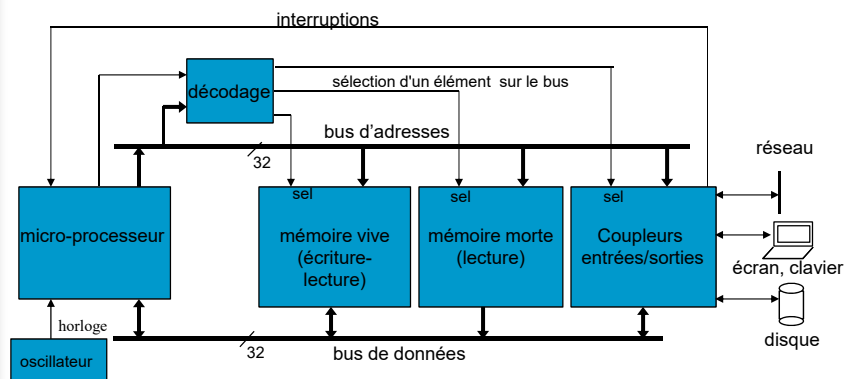 interruptions
décodage
sélection d'un élément sur le bus
bus d'adresses
32
réseau
sel
sel
sel
micro-processeur
mémoire vive
(écriture-
lecture)
mémoire morte
(lecture)
Coupleurs
entrées/sorties
écran, clavier
horloge
disque
32
bus de données
oscillateur